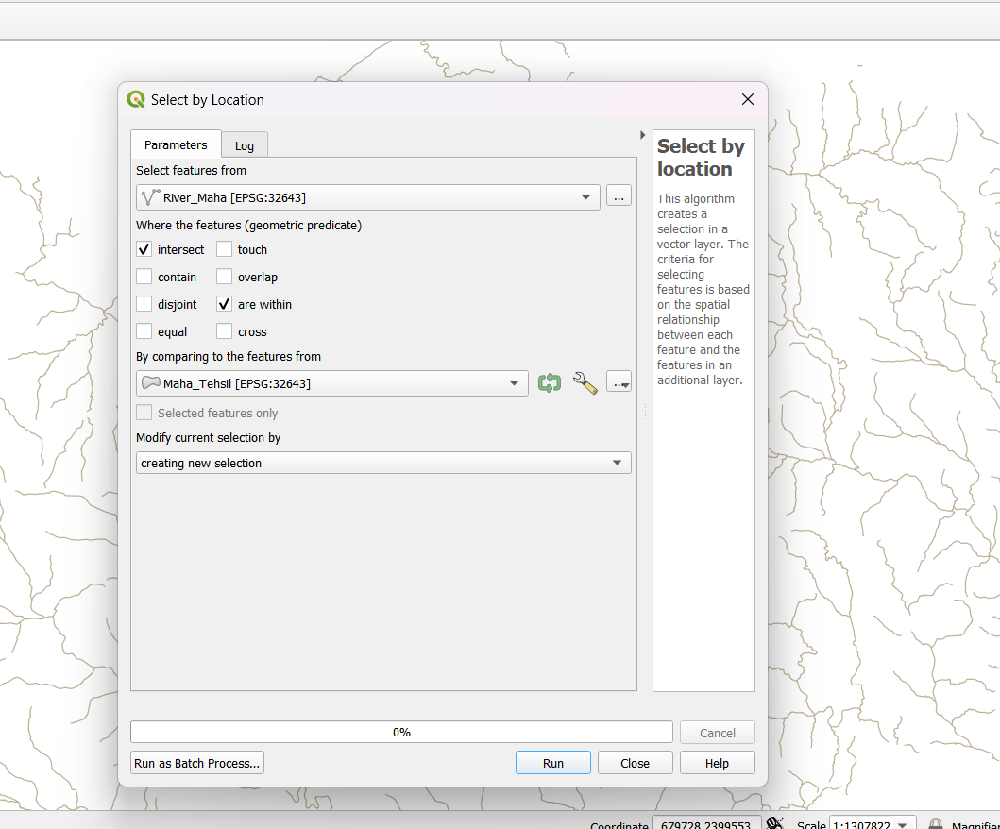 Select by Location
Parameters
Log
Select features from
River_Maha [EPSG:32643]
...
Where the features (geometric predicate)
intersect
touch
contain
overlap
disjoint
are within
equal
cross
By comparing to the features from
Maha_Tehsil [EPSG:32643]
...
Selected features only
Modify current selection by
creating new selection
Select by
location
This algorithm
creates a
selection in a
vector layer. The
criteria for
selecting
features is based
on the spatial
relationship
between each
feature and the
features in an
additional layer.
0%
Cancel
Run as Batch Process...
Run
Close
Help
Coordinate
679728,2399553
Scale
1:1307822
Magnifier